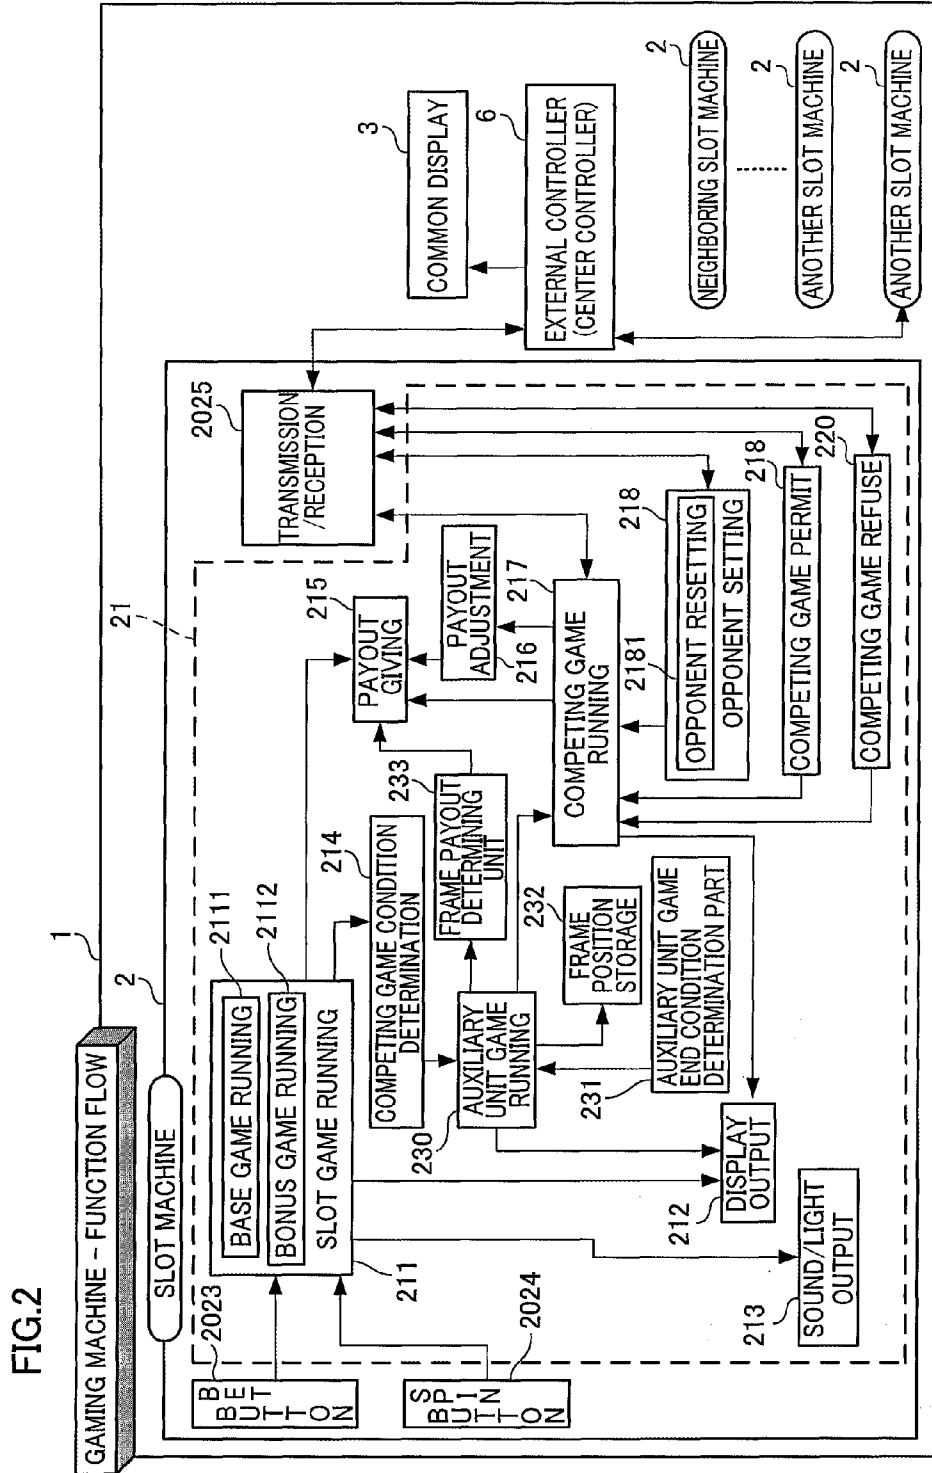 FIG.2
GAMING MACHINE – FUNCTION FLOW
1
SLOT MACHINE
2
21
B BET
BUTTON
2023
SPIN
BUTTON
2024
BASE GAME RUNNING
2111
BONUS GAME RUNNING
2112
SLOT GAME RUNNING
211
COMPETING GAME CONDITION
DETERMINATION
214
AUXILIARY
UNIT GAME
RUNNING
230
FRAME PAYOUT
DETERMINING
UNIT
233
PAYOUT
GIVING
215
PAYOUT
ADJUSTMENT
216
COMPETING GAME
RUNNING
217
FRAME
POSITION
STORAGE
232
AUXILIARY UNIT GAME
END CONDITION
DETERMINATION PART
231
DISPLAY
OUTPUT
212
SOUND/LIGHT
OUTPUT
213
OPPONENT RESETTING
2181
OPPONENT SETTING
218
COMPETING GAME PERMIT
218
COMPETING GAME REFUSE
220
TRANSMISSION
/RECEPTION
2025
COMMON DISPLAY
3
EXTERNAL CONTROLLER
(CENTER CONTROLLER)
6
NEIGHBORING SLOT MACHINE
2
ANOTHER SLOT MACHINE
2
ANOTHER SLOT MACHINE
2